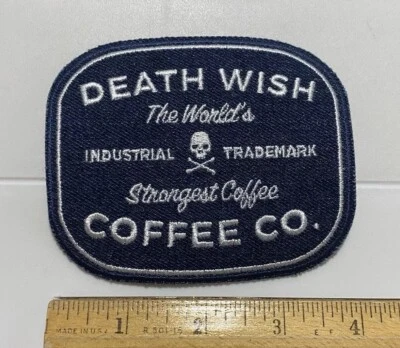 DEATH WISH
The World's
INDUSTRIAL TRADEMARK
Strongest Coffee
COFFEE CO.
MADE IN U.S.A. 1 2 3 4